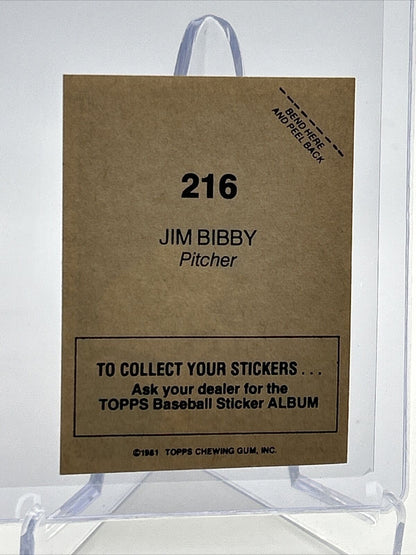 BEND HERE
AND PEEL BACK
216
JIM BIBBY
Pitcher
TO COLLECT YOUR STICKERS . . .
Ask your dealer for the
TOPPS Baseball Sticker ALBUM
©1981 TOPPS CHEWING GUM, INC.